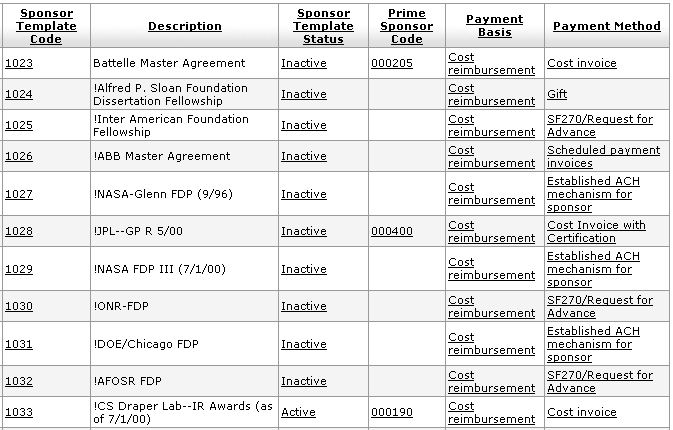 Sponsor Template Code Description Sponsor Template Status Prime Sponsor Code Payment Basis Payment Method
1023 Battelle Master Agreement Inactive 000205 Cost reimbursement Cost invoice
1024 !Alfred P. Sloan Foundation Dissertation Fellowship Inactive Cost reimbursement Gift
1025 !Inter American Foundation Fellowship Inactive Cost reimbursement SF270/Request for Advance
1026 !ABB Master Agreement Inactive Cost reimbursement Scheduled payment invoices
1027 !NASA-Glenn FDP (9/96) Inactive Cost reimbursement Established ACH mechanism for sponsor
1028 !JPL--GP R 5/00 Inactive 000400 Cost reimbursement Cost Invoice with Certification
1029 !NASA FDP III (7/1/00) Inactive Cost reimbursement Established ACH mechanism for sponsor
1030 !ONR-FDP Inactive Cost reimbursement SF270/Request for Advance
1031 !DOE/Chicago FDP Inactive Cost reimbursement Established ACH mechanism for sponsor
1032 !AFOSR FDP Inactive Cost reimbursement SF270/Request for Advance
1033 !CS Draper Lab--IR Awards (as of 7/1/00) Active 000190 Cost reimbursement Cost invoice